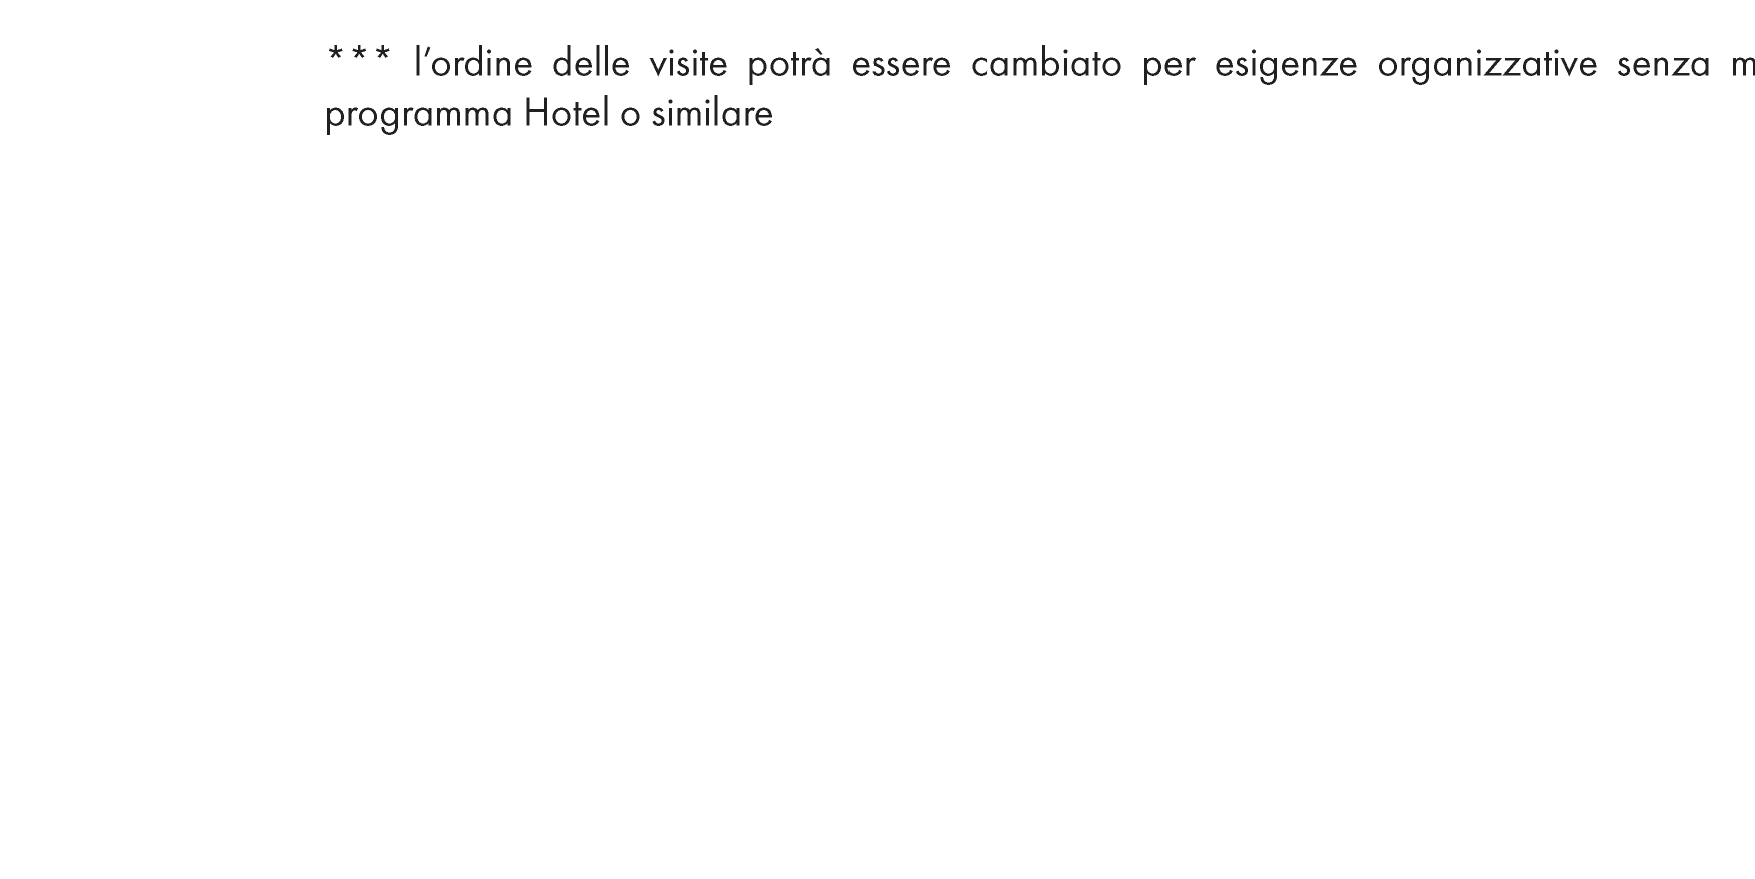 *** l’ordine delle visite potrà essere cambiato per esigenze organizzative senza
programma Hotel o similare